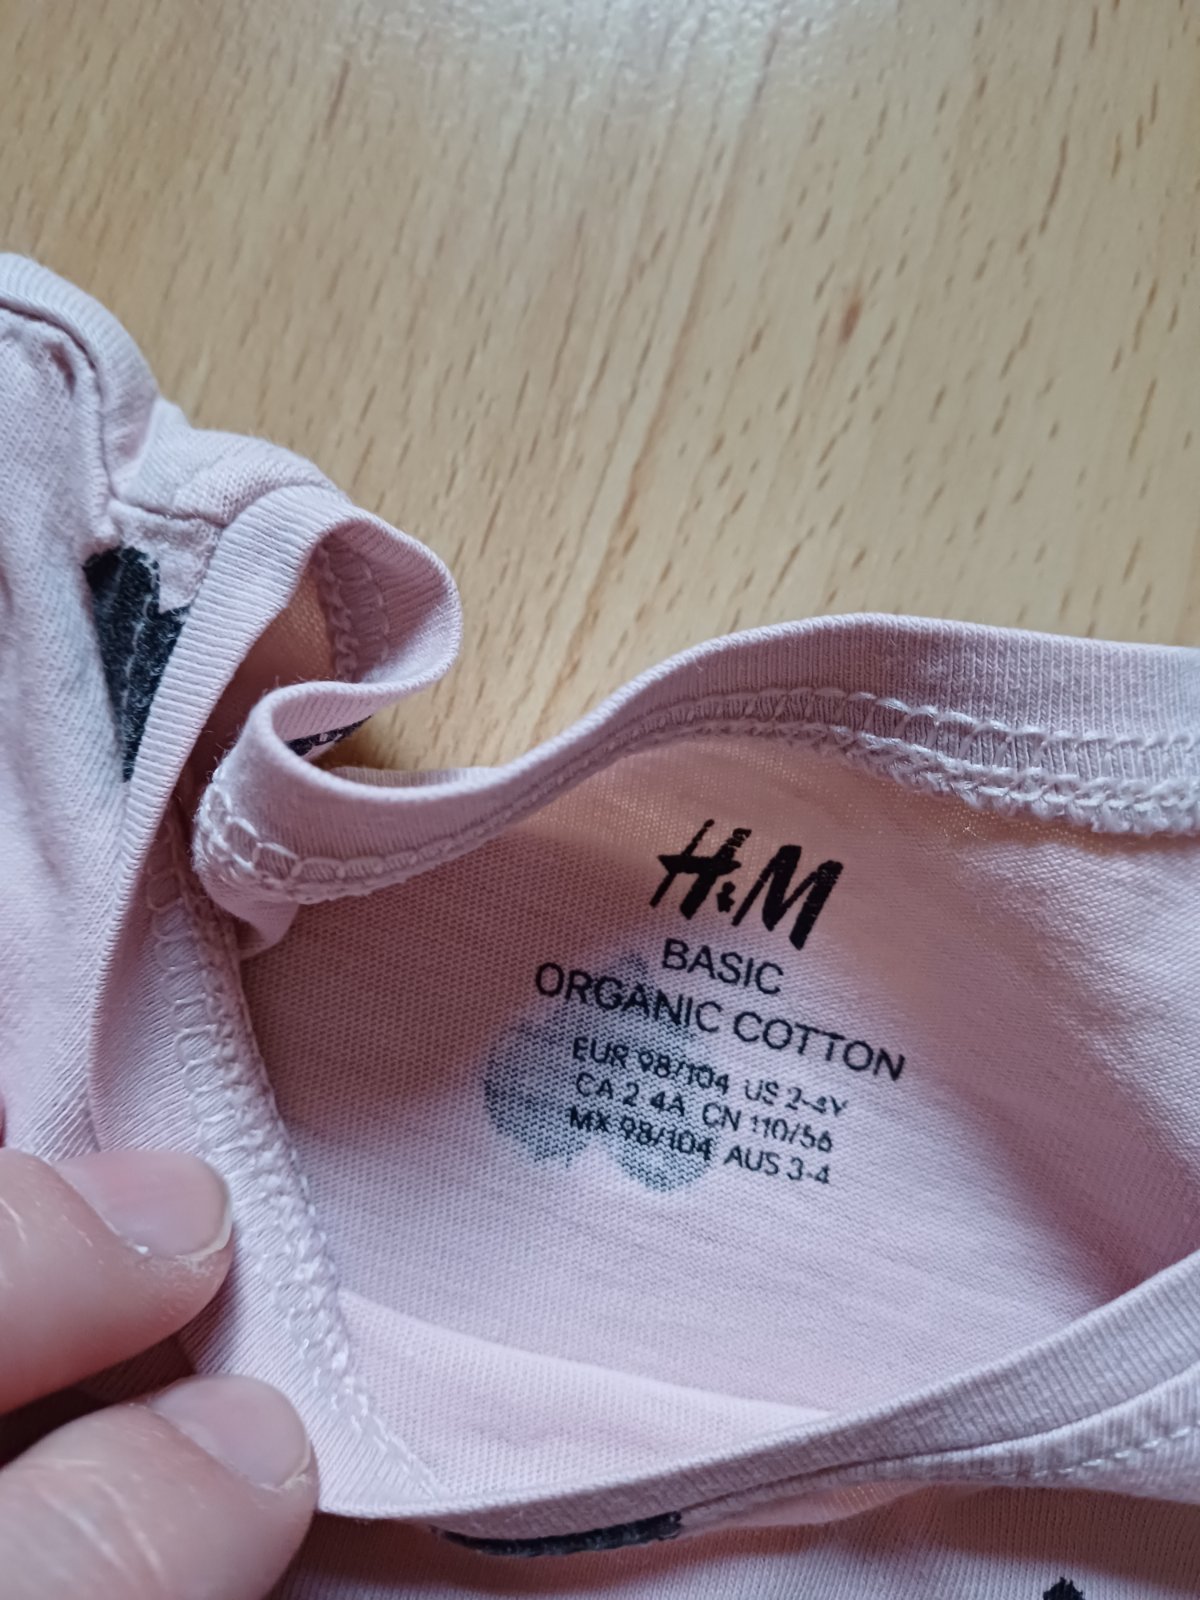 H&M
BASIC
ORGANIC COTTON
EUR 98/104 US 2-4Y
CA 2-4A CN 110/56
MX 98/104 AUS 3-4